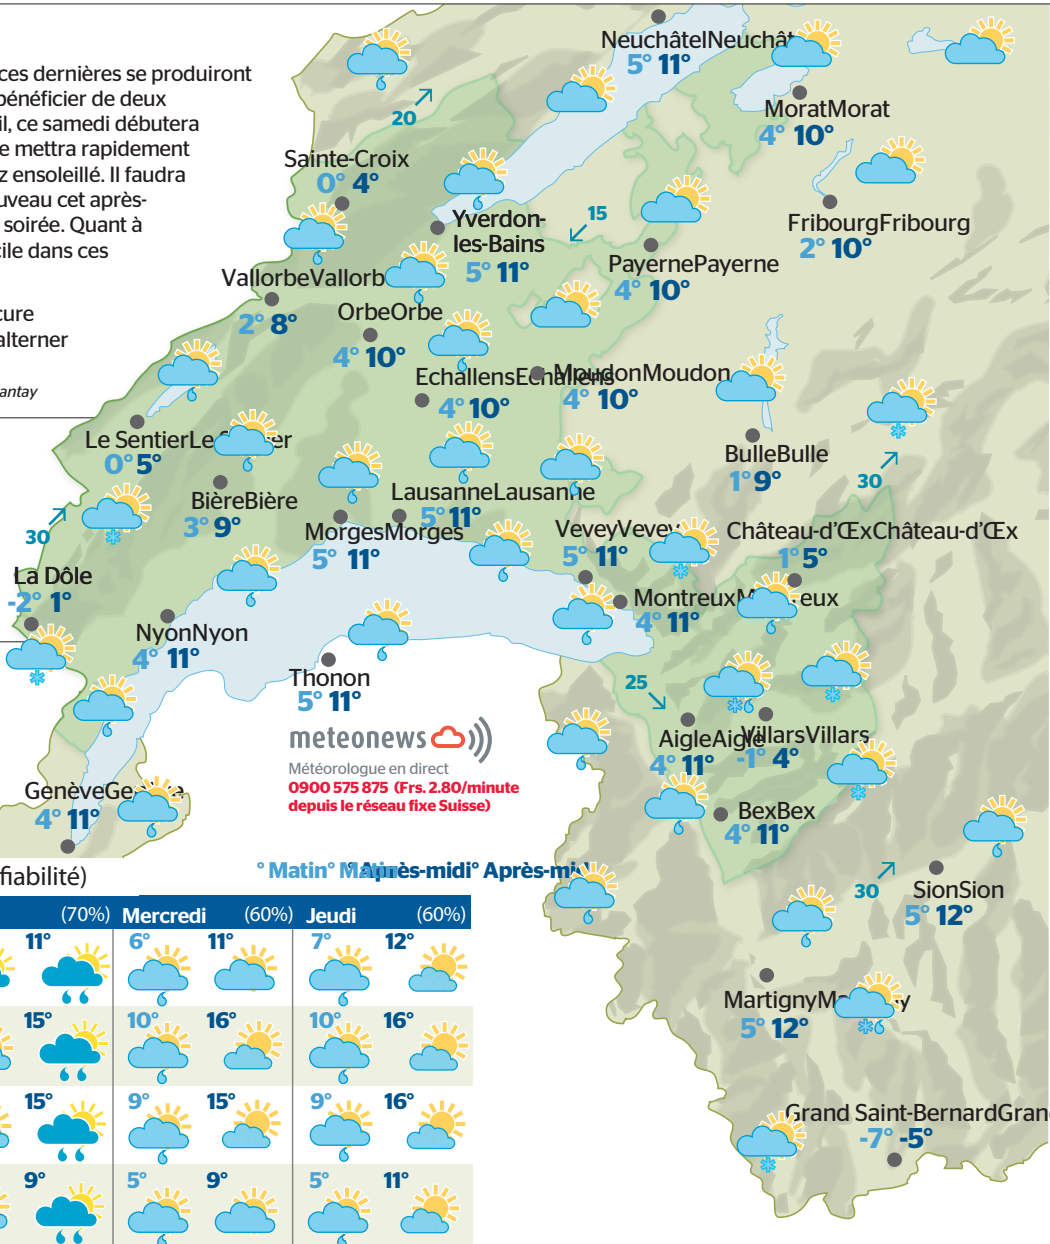 ces dernières se produiront
bénéficier de deux
il, ce samedi débutera
e mettra rapidement
z ensoleillé. Il faudra
uveau cet après-
soirée. Quant à
cile dans ces
cure
alterner
antay
NeuchâtelNeuchât
5° 11°
20
MoratMorat
4° 10°
Sainte-Croix
0° 4°
Yverdon-
les-Bains
5° 11°
15
FribourgFribourg
2° 10°
PayernePayerne
4° 10°
VallorbeVallorb
2° 8°
OrbeOrbe
4° 10°
EchallensEchallens
4° 10°
MoudonMoudon
4° 10°
Le SentierLe Sentier
0° 5°
BulleBulle
1° 9°
30
BièreBière
3° 9°
LausanneLausanne
5° 11°
MorgesMorges
5° 11°
30
VeveyVevey
5° 11°
Château-d'ŒxChâteau-d'Œx
1° 5°
La Dôle
-2° 1°
MontreuxMontreux
4° 11°
NyonNyon
4° 11°
Thonon
5° 11°
25
AigleAigle
4° 11°
VillarsVillars
-1° 4°
meteonews
Météorologue en direct
0900 575 875 (Frs. 2.80/minute
depuis le réseau fixe Suisse)
GenèveGenève
4° 11°
BexBex
4° 11°
fiabilité)
° Matin° Matin
Après-midi° Après-mid
30
SionSion
5° 12°
MartignyMartigny
5° 12°
Grand Saint-BernardGran
-7° -5°
(70%) Mercredi (60%) Jeudi (60%)
11° 6° 11° 7° 12°
15° 10° 16° 10° 16°
15° 9° 15° 9° 16°
9° 5° 9° 5° 11°